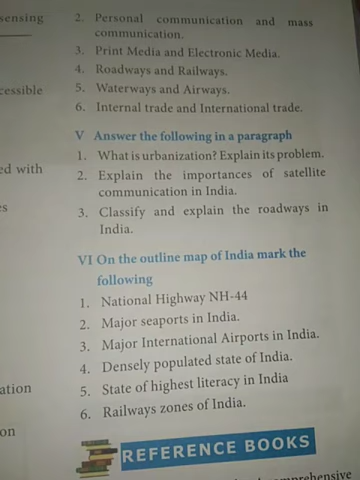 sensing
2. Personal communication and mass
communication.
3. Print Media and Electronic Media.
4. Roadways and Railways.
cessible
5. Waterways and Airways.
6. Internal trade and International trade.
V Answer the following in a paragraph
1. What is urbanization? Explain its problem.
ed with
2. Explain the importances of satellite
communication in India.
es
3. Classify and explain the roadways in
India.
VI On the outline map of India mark the
following
1. National Highway NH-44
2. Major seaports in India.
3. Major International Airports in India.
4. Densely populated state of India.
ation
5. State of highest literacy in India
6. Railways zones of India.
on
REFERENCE BOOKS
comprehensive